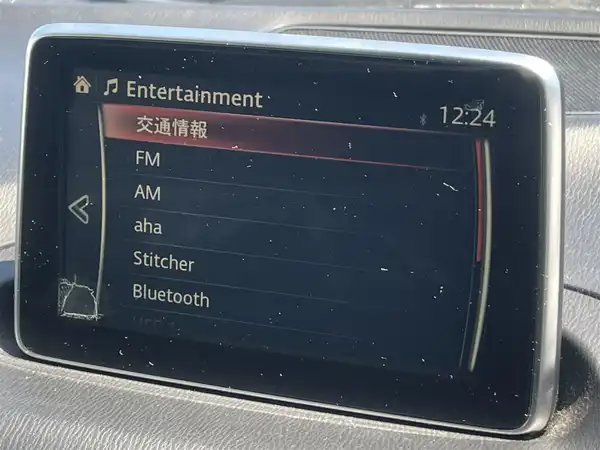 Entertainment
12:24
交通情報
FM
AM
aha
Stitcher
Bluetooth